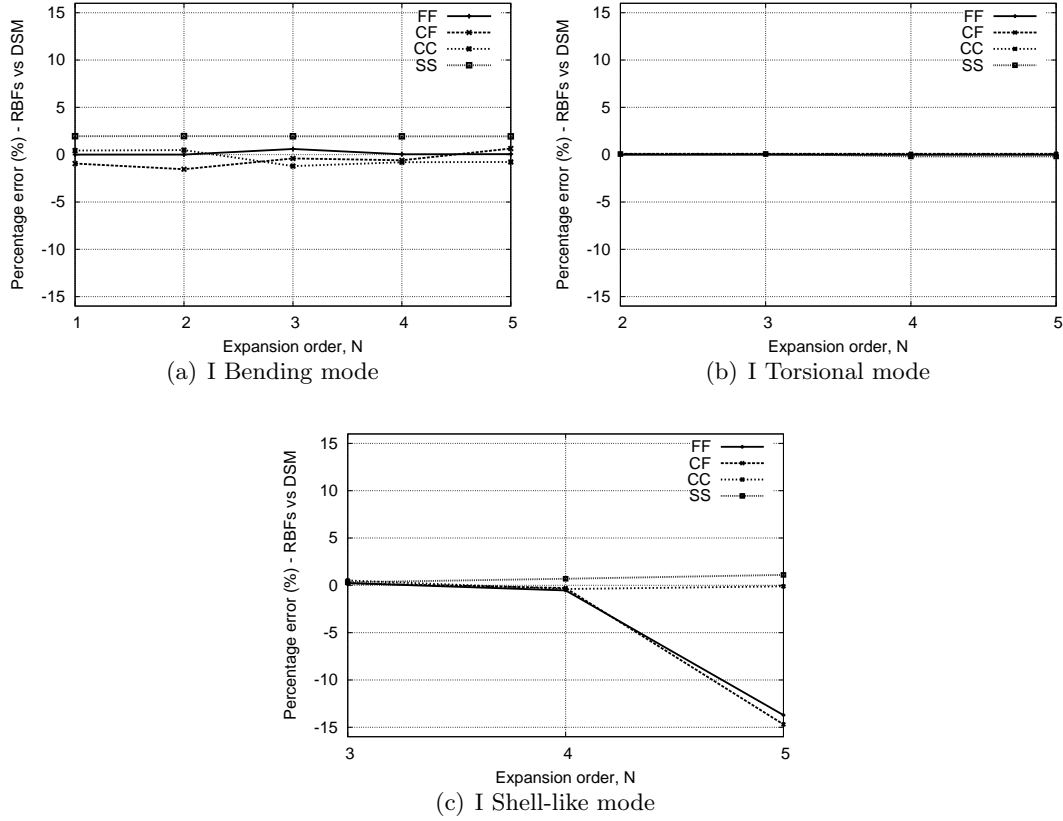 Percentage error (%) - RBFs vs DSM
15
10
5
0
-5
-10
-15
FF
CF
CC
SS
1 2 3 4 5
Expansion order, N
(a) I Bending mode
Percentage error (%) - RBFs vs DSM
15
10
5
0
-5
-10
-15
FF
CF
CC
SS
2 3 4 5
Expansion order, N
(b) I Torsional mode
Percentage error (%) - RBFs vs DSM
15
10
5
0
-5
-10
-15
FF
CF
CC
SS
3 4 5
Expansion order, N
(c) I Shell-like mode